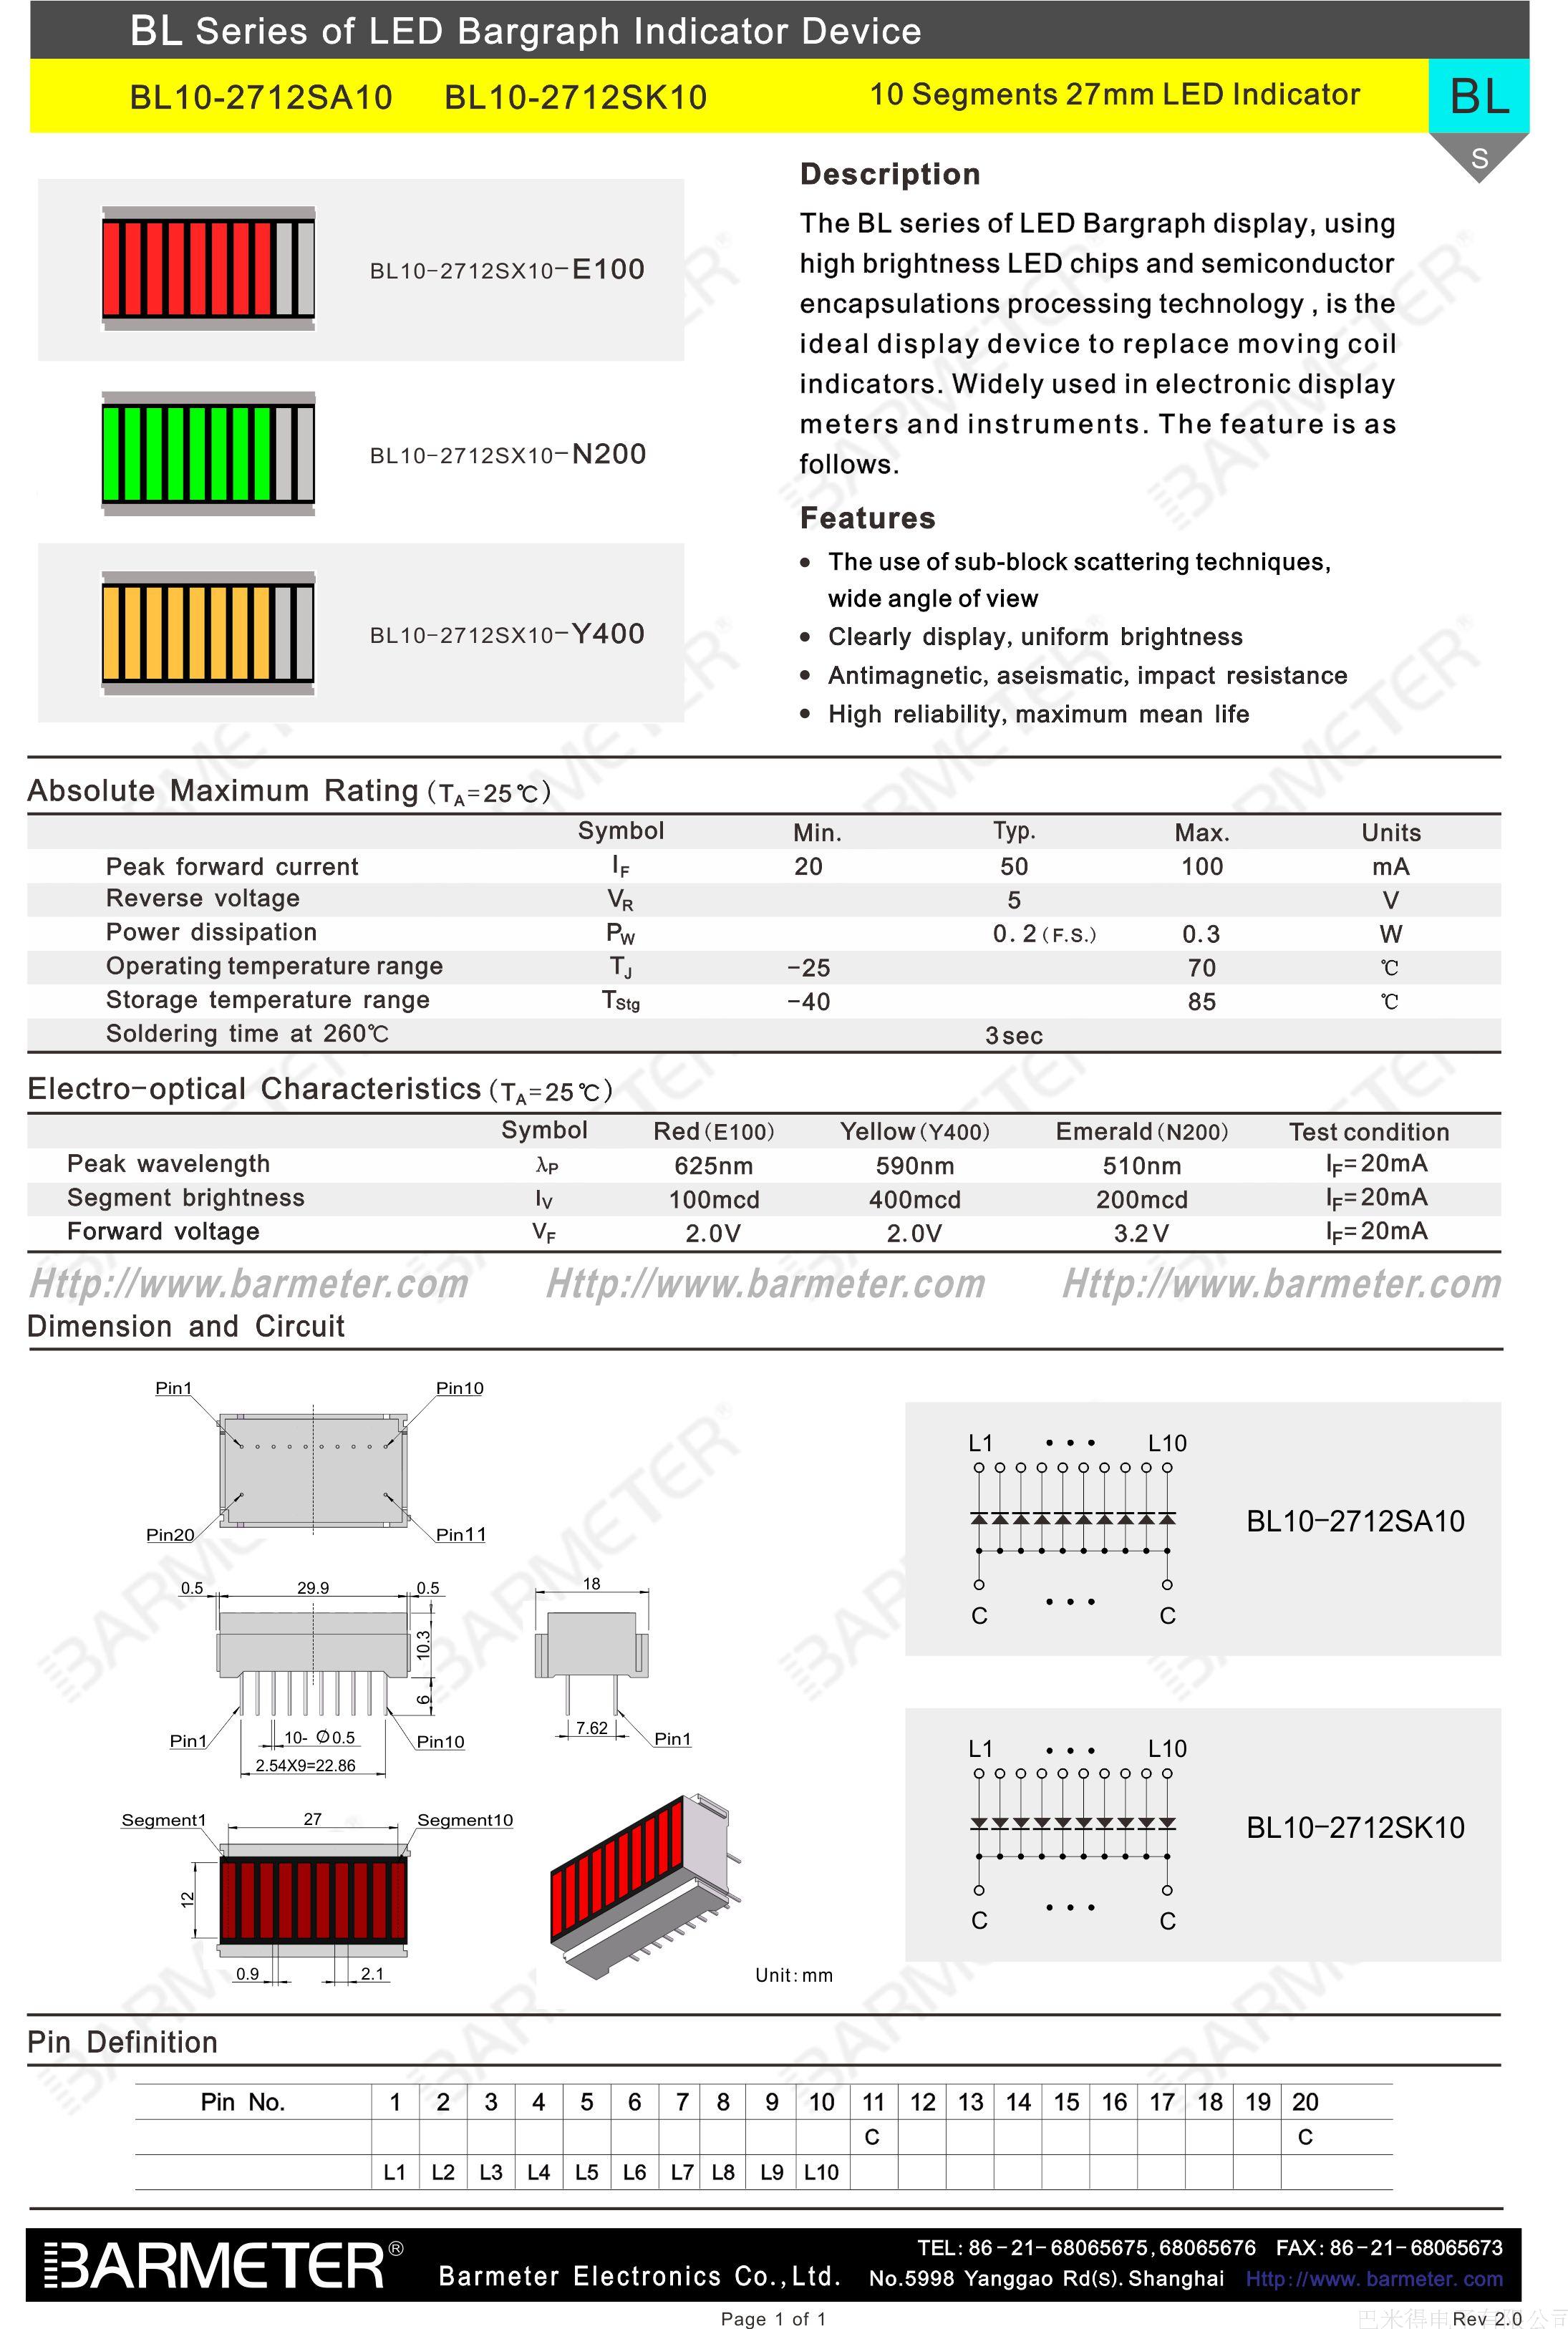 BL Series of LED Bargraph Indicator Device
BL10-2712SA10 BL10-2712SK10 10 Segments 27mm LED Indicator BL
S
BL10-2712SX10-E100
BL10-2712SX10-N200
BL10-2712SX10-Y400
Description
The BL series of LED Bargraph display, using
high brightness LED chips and semiconductor
encapsulations processing technology , is the
ideal display device to replace moving coil
indicators. Widely used in electronic display
meters and instruments. The feature is as
follows.
Features
• The use of sub-block scattering techniques,
wide angle of view
• Clearly display, uniform brightness
• Antimagnetic, aseismatic, impact resistance
• High reliability, maximum mean life
Absolute Maximum Rating (TA=25℃)
Symbol Min. Typ. Max. Units
Peak forward current IF 20 50 100 mA
Reverse voltage VR 5 V
Power dissipation PW 0.2 (F.S.) 0.3 W
Operating temperature range TJ -25 70 ℃
Storage temperature range TStg -40 85 ℃
Soldering time at 260℃ 3sec
Electro-optical Characteristics (TA=25℃)
Symbol Red (E100) Yellow (Y400) Emerald (N200) Test condition
Peak wavelength λP 625nm 590nm 510nm IF=20mA
Segment brightness IV 100mcd 400mcd 200mcd IF=20mA
Forward voltage VF 2.0V 2.0V 3.2V IF=20mA
Http://www.barmeter.com Http://www.barmeter.com Http://www.barmeter.com
Dimension and Circuit
Pin1 Pin10
Pin20 Pin11
0.5 29.9 0.5
10.3
6
Pin1 10- Ø0.5 Pin10
2.54X9=22.86
18
7.62 Pin1
Segment1 27 Segment10
12
0.9 2.1
Unit: mm
L1 • • • L10
BL10-2712SA10
C • • • C
L1 • • • L10
BL10-2712SK10
C • • • C
Pin Definition
Pin No. 1 2 3 4 5 6 7 8 9 10 11 12 13 14 15 16 17 18 19 20
C C
L1 L2 L3 L4 L5 L6 L7 L8 L9 L10
BARMETER®
Barmeter Electronics Co., Ltd.
TEL: 86-21-68065675, 68065676 FAX: 86-21-68065673
No.5998 Yanggao Rd(S). Shanghai Http://www.barmeter.com
Page 1 of 1
Rev 2.0